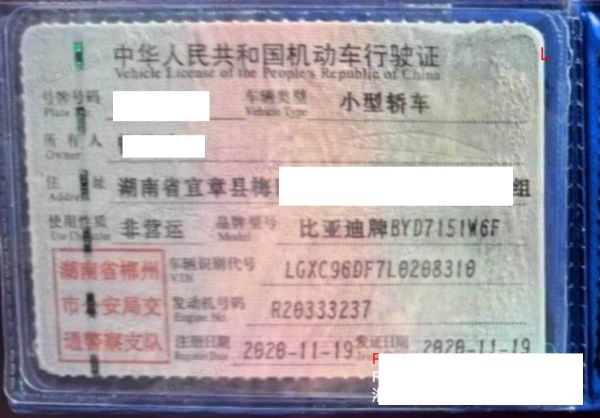 中华人民共和国机动车行驶证
Vehicle License of the People's Republic of China
号牌号码 车辆类型 小型轿车
Plate Vehicle Type
所有人
Owner
住 址 湖南省宜章县梅 组
Address
使用性质 非营运 品牌型号 比亚迪牌BYD7151W6F
Use Character Model
湖南省郴州 车辆识别代号 LGXC96DF7L0208310
VIN
市公安局交 发动机号码 R20333237
Engine No
通警察支队 注册日期 2020-11-19 发证日期 2020-11-19
Register Date